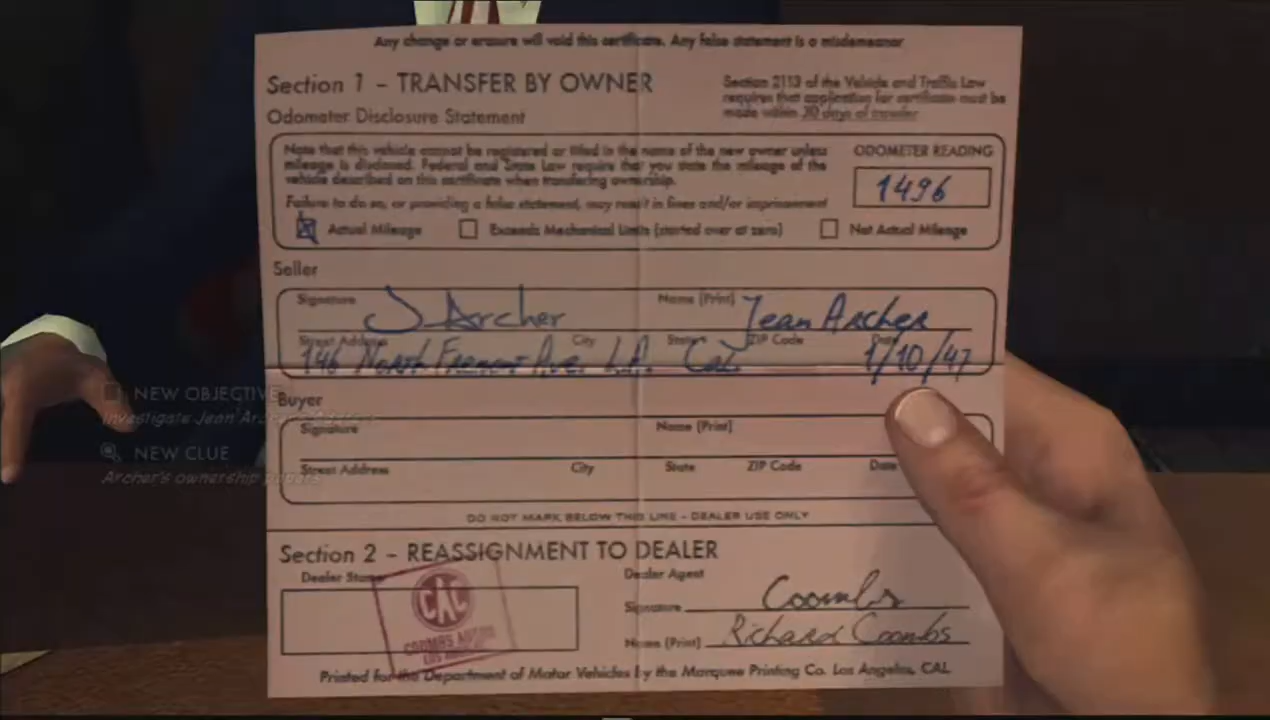 Any change or erasure will void this certificate. Any false statement is a misdemeanor
Section 1 - TRANSFER BY OWNER
Section 2113 of the Vehicle and Traffic Law
requires that application for certificate must be
made within 30 days of transfer
Odometer Disclosure Statement
Note that this vehicle cannot be registered or titled in the name of the new owner unless
mileage is disclosed. Federal and State Law require that you state the mileage of the
vehicle described on this certificate when transfering ownership.
Failure to do so, or providing a false statement, may result in fines and/or imprisonment
ODOMETER READING
1496
Actual Mileage
Exceeds Mechanical Limits (started over at zero)
Not Actual Mileage
Seller
Signature J Archer Name (Print) Jean Archer
Street Address City State ZIP Code Date
146 North Fremont Ave. L.A. Cal. 1/10/47
NEW OBJECTIVE
Investigate Jean Archer's
NEW CLUE
Archer's ownership papers
Buyer
Signature Name (Print)
Street Address City State ZIP Code Date
DO NOT MARK BELOW THIS LINE - DEALER USE ONLY
Section 2 - REASSIGNMENT TO DEALER
Dealer Stamp
CAC
COOMBS AUTOS
LOS
Dealer Agent
Signature Coombs
Name (Print) Richard Coombs
Printed for the Department of Motor Vehicles by the Marquee Printing Co. Los Angeles, CAL